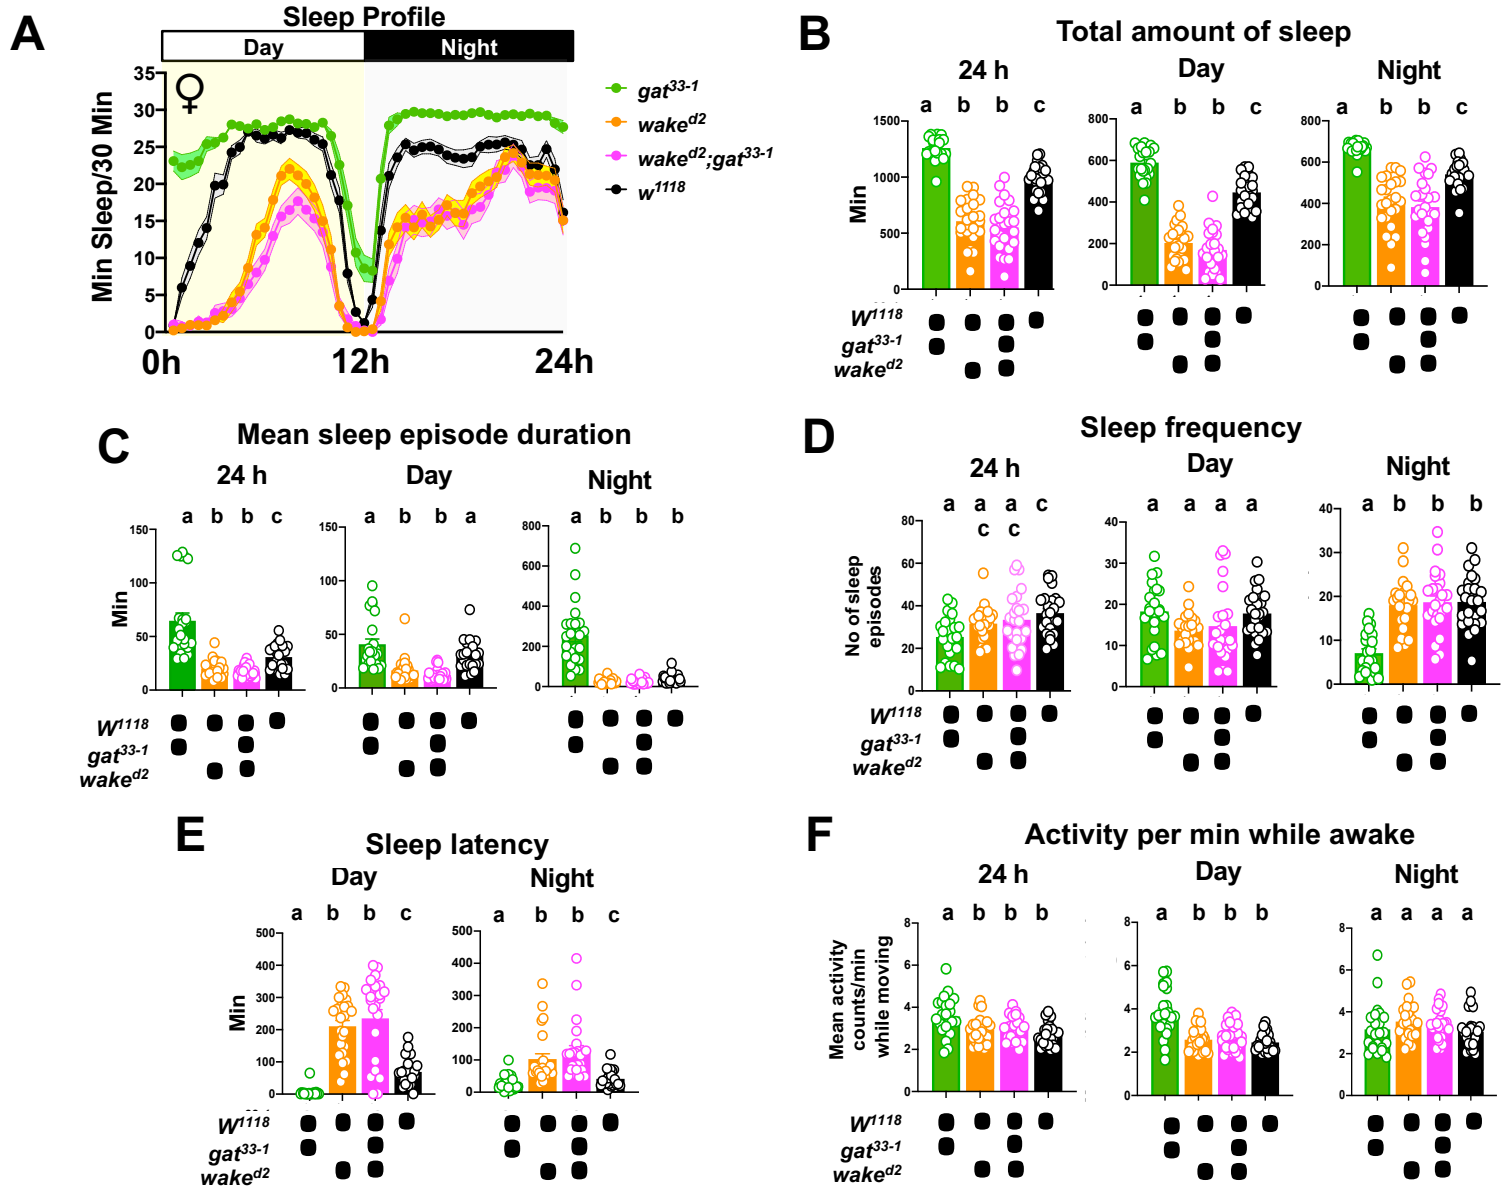 A
Sleep Profile
Day Night
♀
Min Sleep/30 Min
35
30
25
20
15
10
5
0
0h 12h 24h
gat33-1
waked2
waked2;gat33-1
w1118
B
Total amount of sleep
24 h Day Night
a b b c a b b c a b b c
Min
1500
1000
500
0
800
600
400
200
0
800
600
400
200
0
W1118
gat33-1
waked2
C
Mean sleep episode duration
24 h Day Night
a b b c a b b a a b b b
Min
150
100
50
0
150
100
50
0
800
600
400
200
0
W1118
gat33-1
waked2
D
Sleep frequency
24 h Day Night
a a a c a a a a a b b b
c c
No of sleep
episodes
80
60
40
20
0
40
30
20
10
0
40
30
20
10
0
W1118
gat33-1
waked2
E
Sleep latency
Day Night
a b b c a b b c
Min
500
400
300
200
100
0
500
400
300
200
100
0
W1118
gat33-1
waked2
F
Activity per min while awake
24 h Day Night
a b b b a b b b a a a a
Mean activity
counts/min
while moving
8
6
4
2
0
8
6
4
2
0
8
6
4
2
0
W1118
gat33-1
waked2